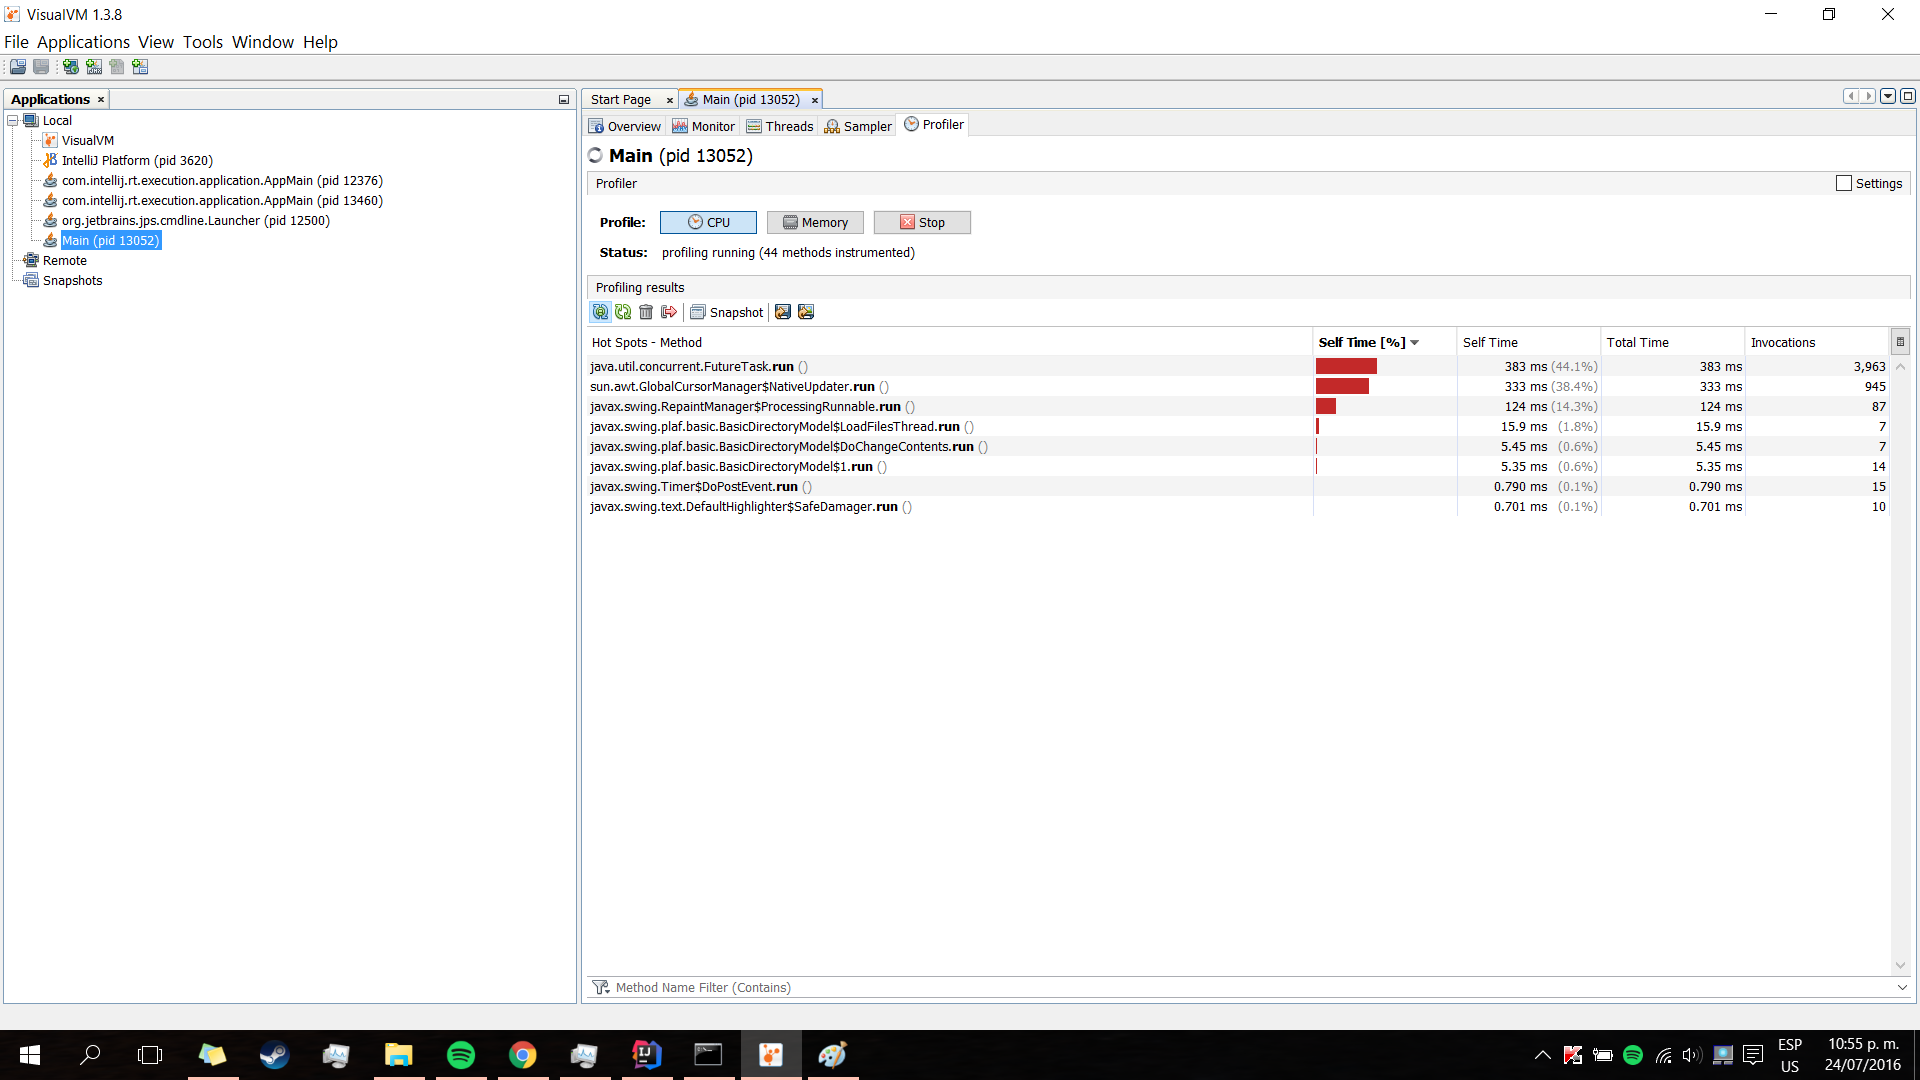 VisualVM 1.3.8
File Applications View Tools Window Help
Applications
Local
VisualVM
IntelliJ Platform (pid 3620)
com.intellij.rt.execution.application.AppMain (pid 12376)
com.intellij.rt.execution.application.AppMain (pid 13460)
org.jetbrains.jps.cmdline.Launcher (pid 12500)
Main (pid 13052)
Remote
Snapshots
Start Page Main (pid 13052)
Overview Monitor Threads Sampler Profiler
Main (pid 13052)
Profiler Settings
Profile: CPU Memory Stop
Status: profiling running (44 methods instrumented)
Profiling results
Snapshot
Hot Spots - Method Self Time [%] Self Time Total Time Invocations
java.util.concurrent.FutureTask.run () 383 ms (44.1%) 383 ms 3,963
sun.awt.GlobalCursorManager$NativeUpdater.run () 333 ms (38.4%) 333 ms 945
javax.swing.RepaintManager$ProcessingRunnable.run () 124 ms (14.3%) 124 ms 87
javax.swing.plaf.basic.BasicDirectoryModel$LoadFilesThread.run () 15.9 ms (1.8%) 15.9 ms 7
javax.swing.plaf.basic.BasicDirectoryModel$DoChangeContents.run () 5.45 ms (0.6%) 5.45 ms 7
javax.swing.plaf.basic.BasicDirectoryModel$1.run () 5.35 ms (0.6%) 5.35 ms 14
javax.swing.Timer$DoPostEvent.run () 0.790 ms (0.1%) 0.790 ms 15
javax.swing.text.DefaultHighlighter$SafeDamager.run () 0.701 ms (0.1%) 0.701 ms 10
Method Name Filter (Contains)
IJ
ESP
US
10:55 p. m.
24/07/2016